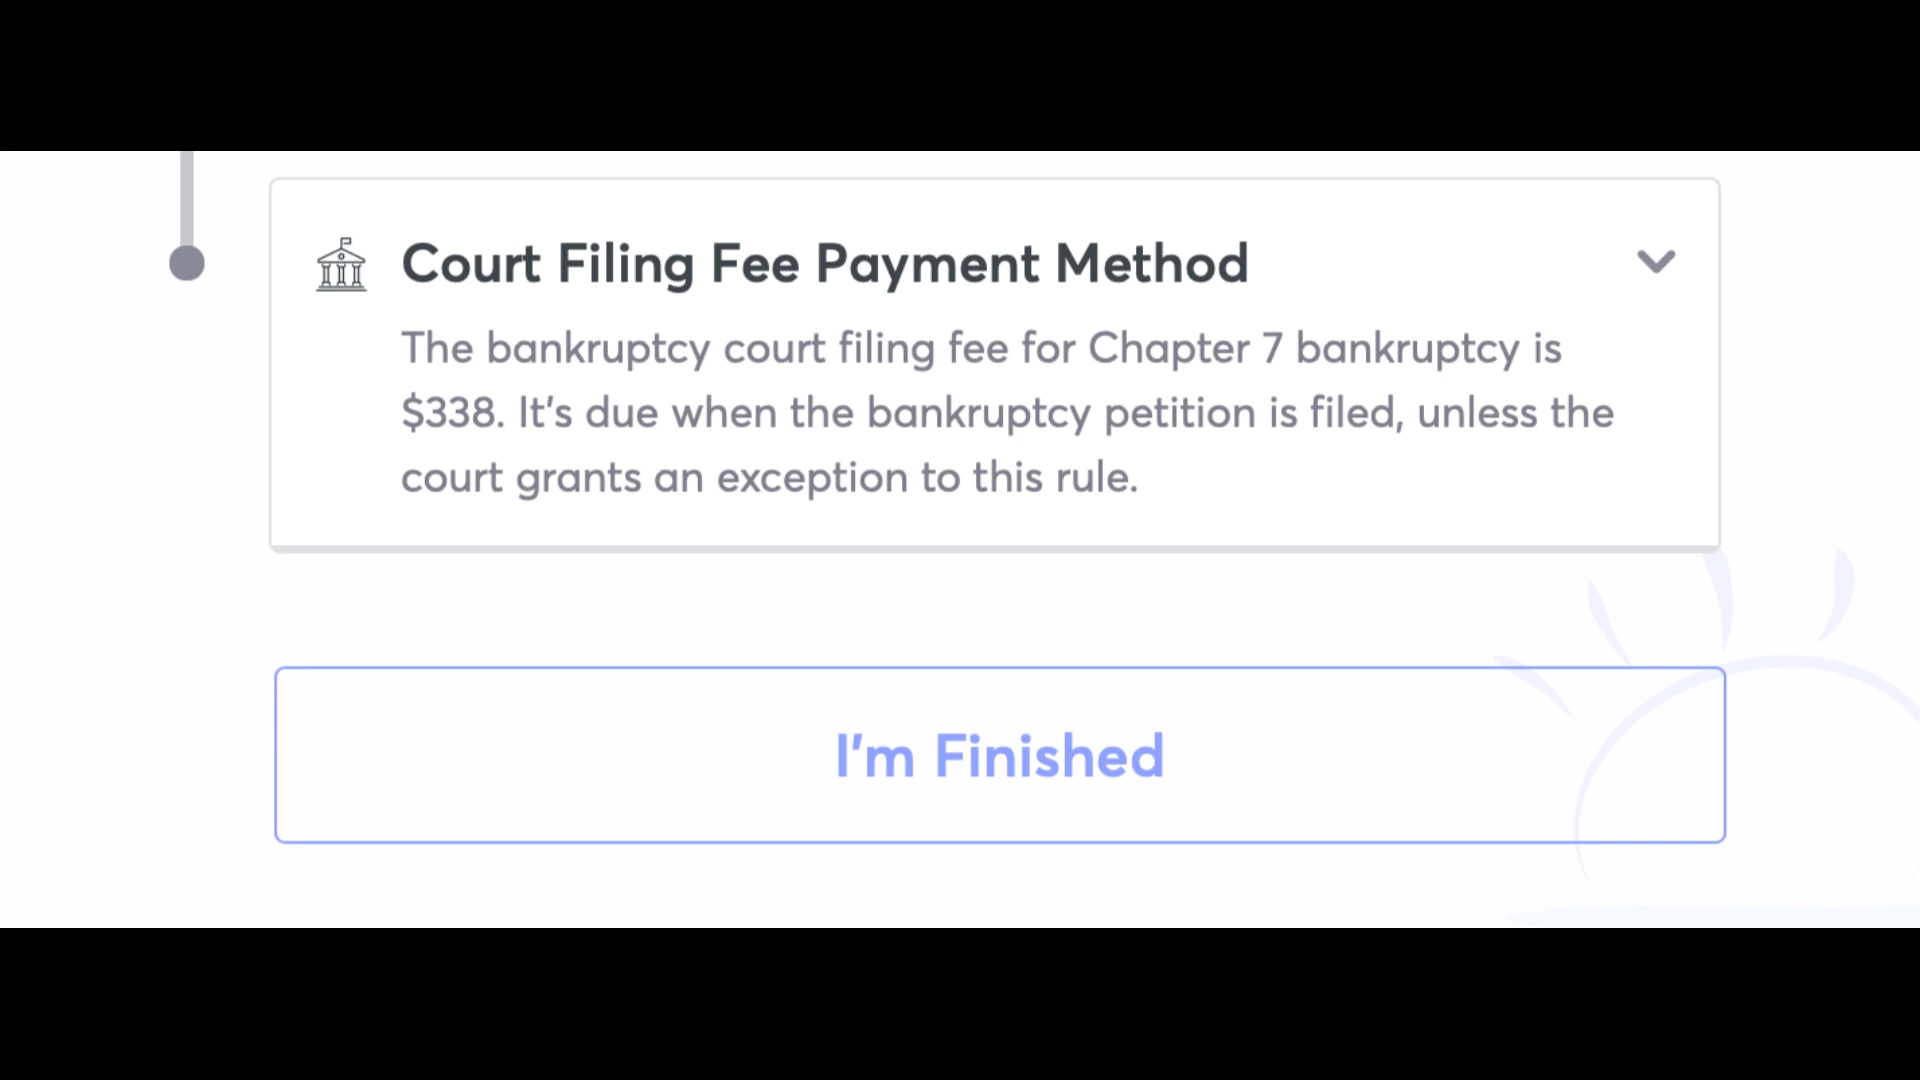 Court Filing Fee Payment Method
The bankruptcy court filing fee for Chapter 7 bankruptcy is
$338. It's due when the bankruptcy petition is filed, unless the
court grants an exception to this rule.
I'm Finished